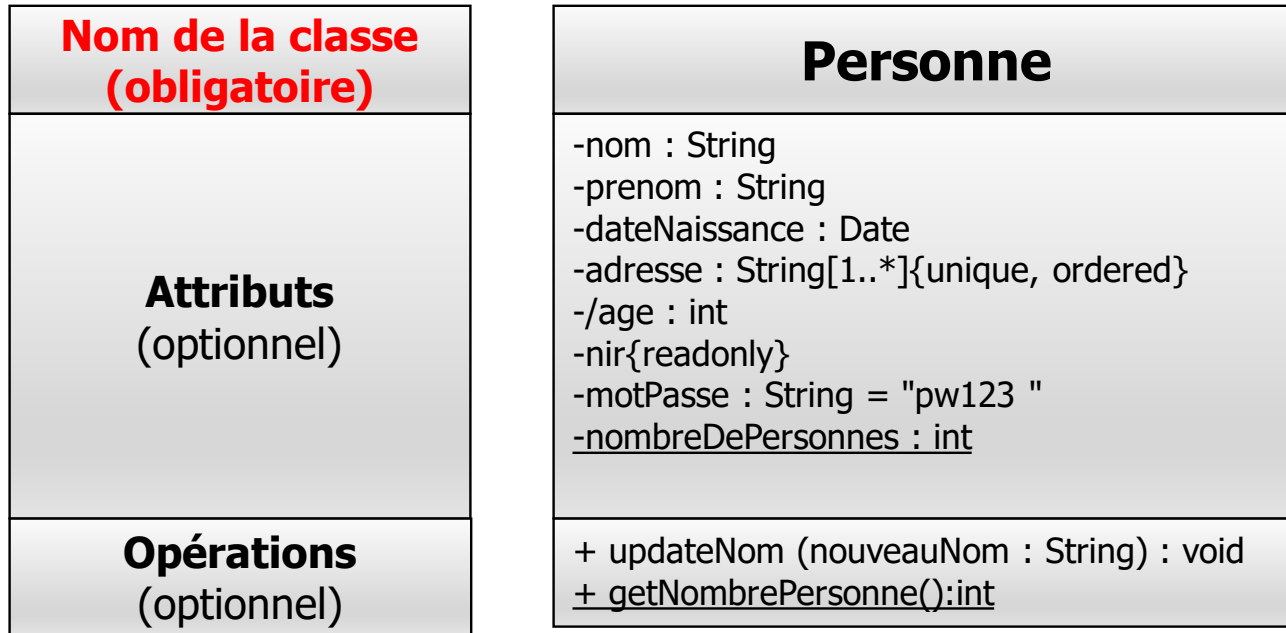 Nom de la classe
(obligatoire)
Attributs
(optionnel)
Opérations
(optionnel)
Personne
-nom : String
-prenom : String
-dateNaissance : Date
-adresse : String[1..*]{unique, ordered}
-/age : int
-nir{readonly}
-motPasse : String = "pw123 "
-nombreDePersonnes : int
+ updateNom (nouveauNom : String) : void
+ getNombrePersonne():int